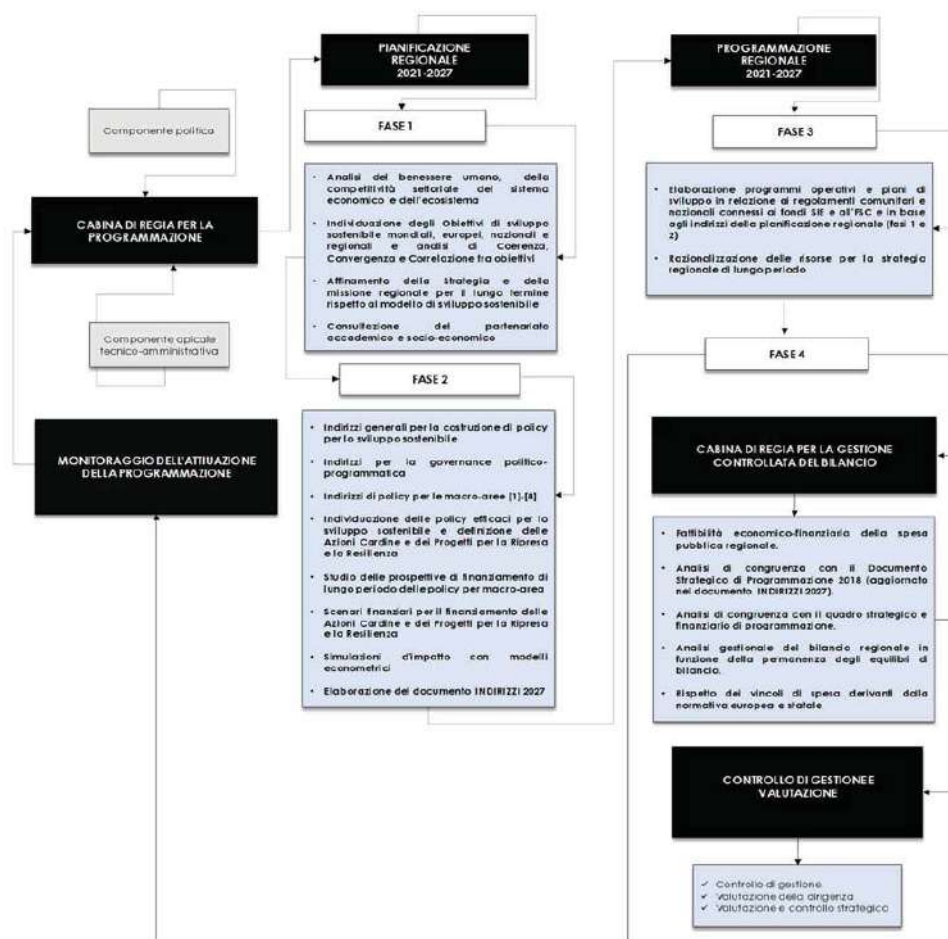 Componente politica
CABINA DI REGIA PER LA
PROGRAMMAZIONE
Componente apicale
tecnico-amministrativa
MONITORAGGIO DELL'ATTUAZIONE
DELLA PROGRAMMAZIONE
PIANIFICAZIONE
REGIONALE
2021-2027
FASE 1
• Analisi del benessere umano, della
competitività settoriale del sistema
economico e dell'ecosistema
• Individuazione degli Obiettivi di sviluppo
sostenibile mondiali, europei, nazionali e
regionali e analisi di Coerenza,
Convergenza e Correlazione fra obiettivi
• Affinamento della Strategia e della
missione regionale per il lungo termine
rispetto al modello di sviluppo sostenibile
• Consultazione del partenariato
accademico e socio-economico
FASE 2
• Indirizzi generali per la costruzione di policy
per lo sviluppo sostenibile
• Indirizzi per la governance politico-
programmatica
• Indirizzi di policy per le macro-aree [1]-[8]
• Individuazione delle policy efficaci per lo
sviluppo sostenibile e definizione delle
Azioni Cardine e dei Progetti per la Ripresa
e la Resilienza
• Studio delle prospettive di finanziamento di
lungo periodo delle policy per macro-area
• Scenari finanziari per il finanziamento delle
Azioni Cardine e dei Progetti per la Ripresa
e la Resilienza
• Simulazioni d'impatto con modelli
econometrici
• Elaborazione del documento INDIRIZZI 2027
PROGRAMMAZIONE
REGIONALE
2021-2027
FASE 3
• Elaborazione programmi operativi e piani di
sviluppo in relazione ai regolamenti comunitari e
nazionali connessi ai fondi SIE e all'FSC e in base
agli indirizzi della pianificazione regionale (fasi 1 e
2)
• Razionalizzazione delle risorse per la strategia
regionale di lungo periodo
FASE 4
CABINA DI REGIA PER LA GESTIONE
CONTROLLATA DEL BILANCIO
• Fattibilità economico-finanziaria della spesa
pubblica regionale.
• Analisi di congruenza con il Documento
Strategico di Programmazione 2018 (aggiornato
nel documento INDIRIZZI 2027).
• Analisi di congruenza con il quadro strategico e
finanziario di programmazione.
• Analisi gestionale del bilancio regionale in
funzione della permanenza degli equilibri di
bilancio.
• Rispetto dei vincoli di spesa derivanti dalla
normativa europea e statale
CONTROLLO DI GESTIONE E
VALUTAZIONE
✓ Controllo di gestione
✓ Valutazione della dirigenza
✓ Valutazione e controllo strategico